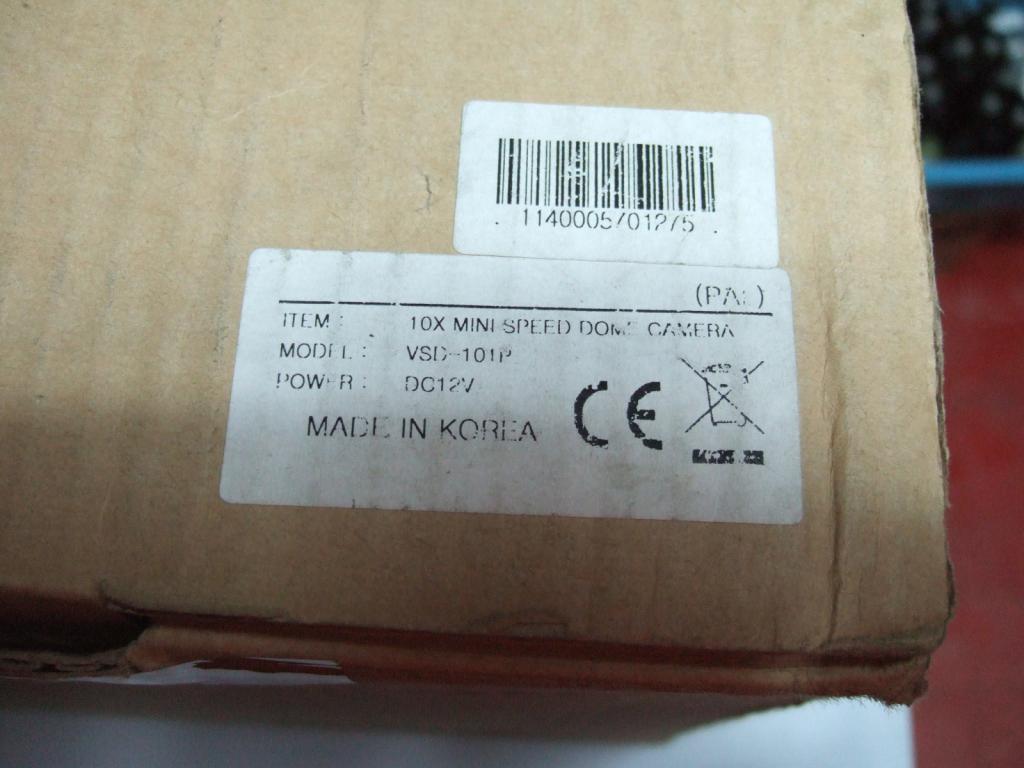 . 1140005701275 .
(PAL)
ITEM : 10X MINI SPEED DOME CAMERA
MODEL : VSD-101P
POWER : DC12V
MADE IN KOREA
CE